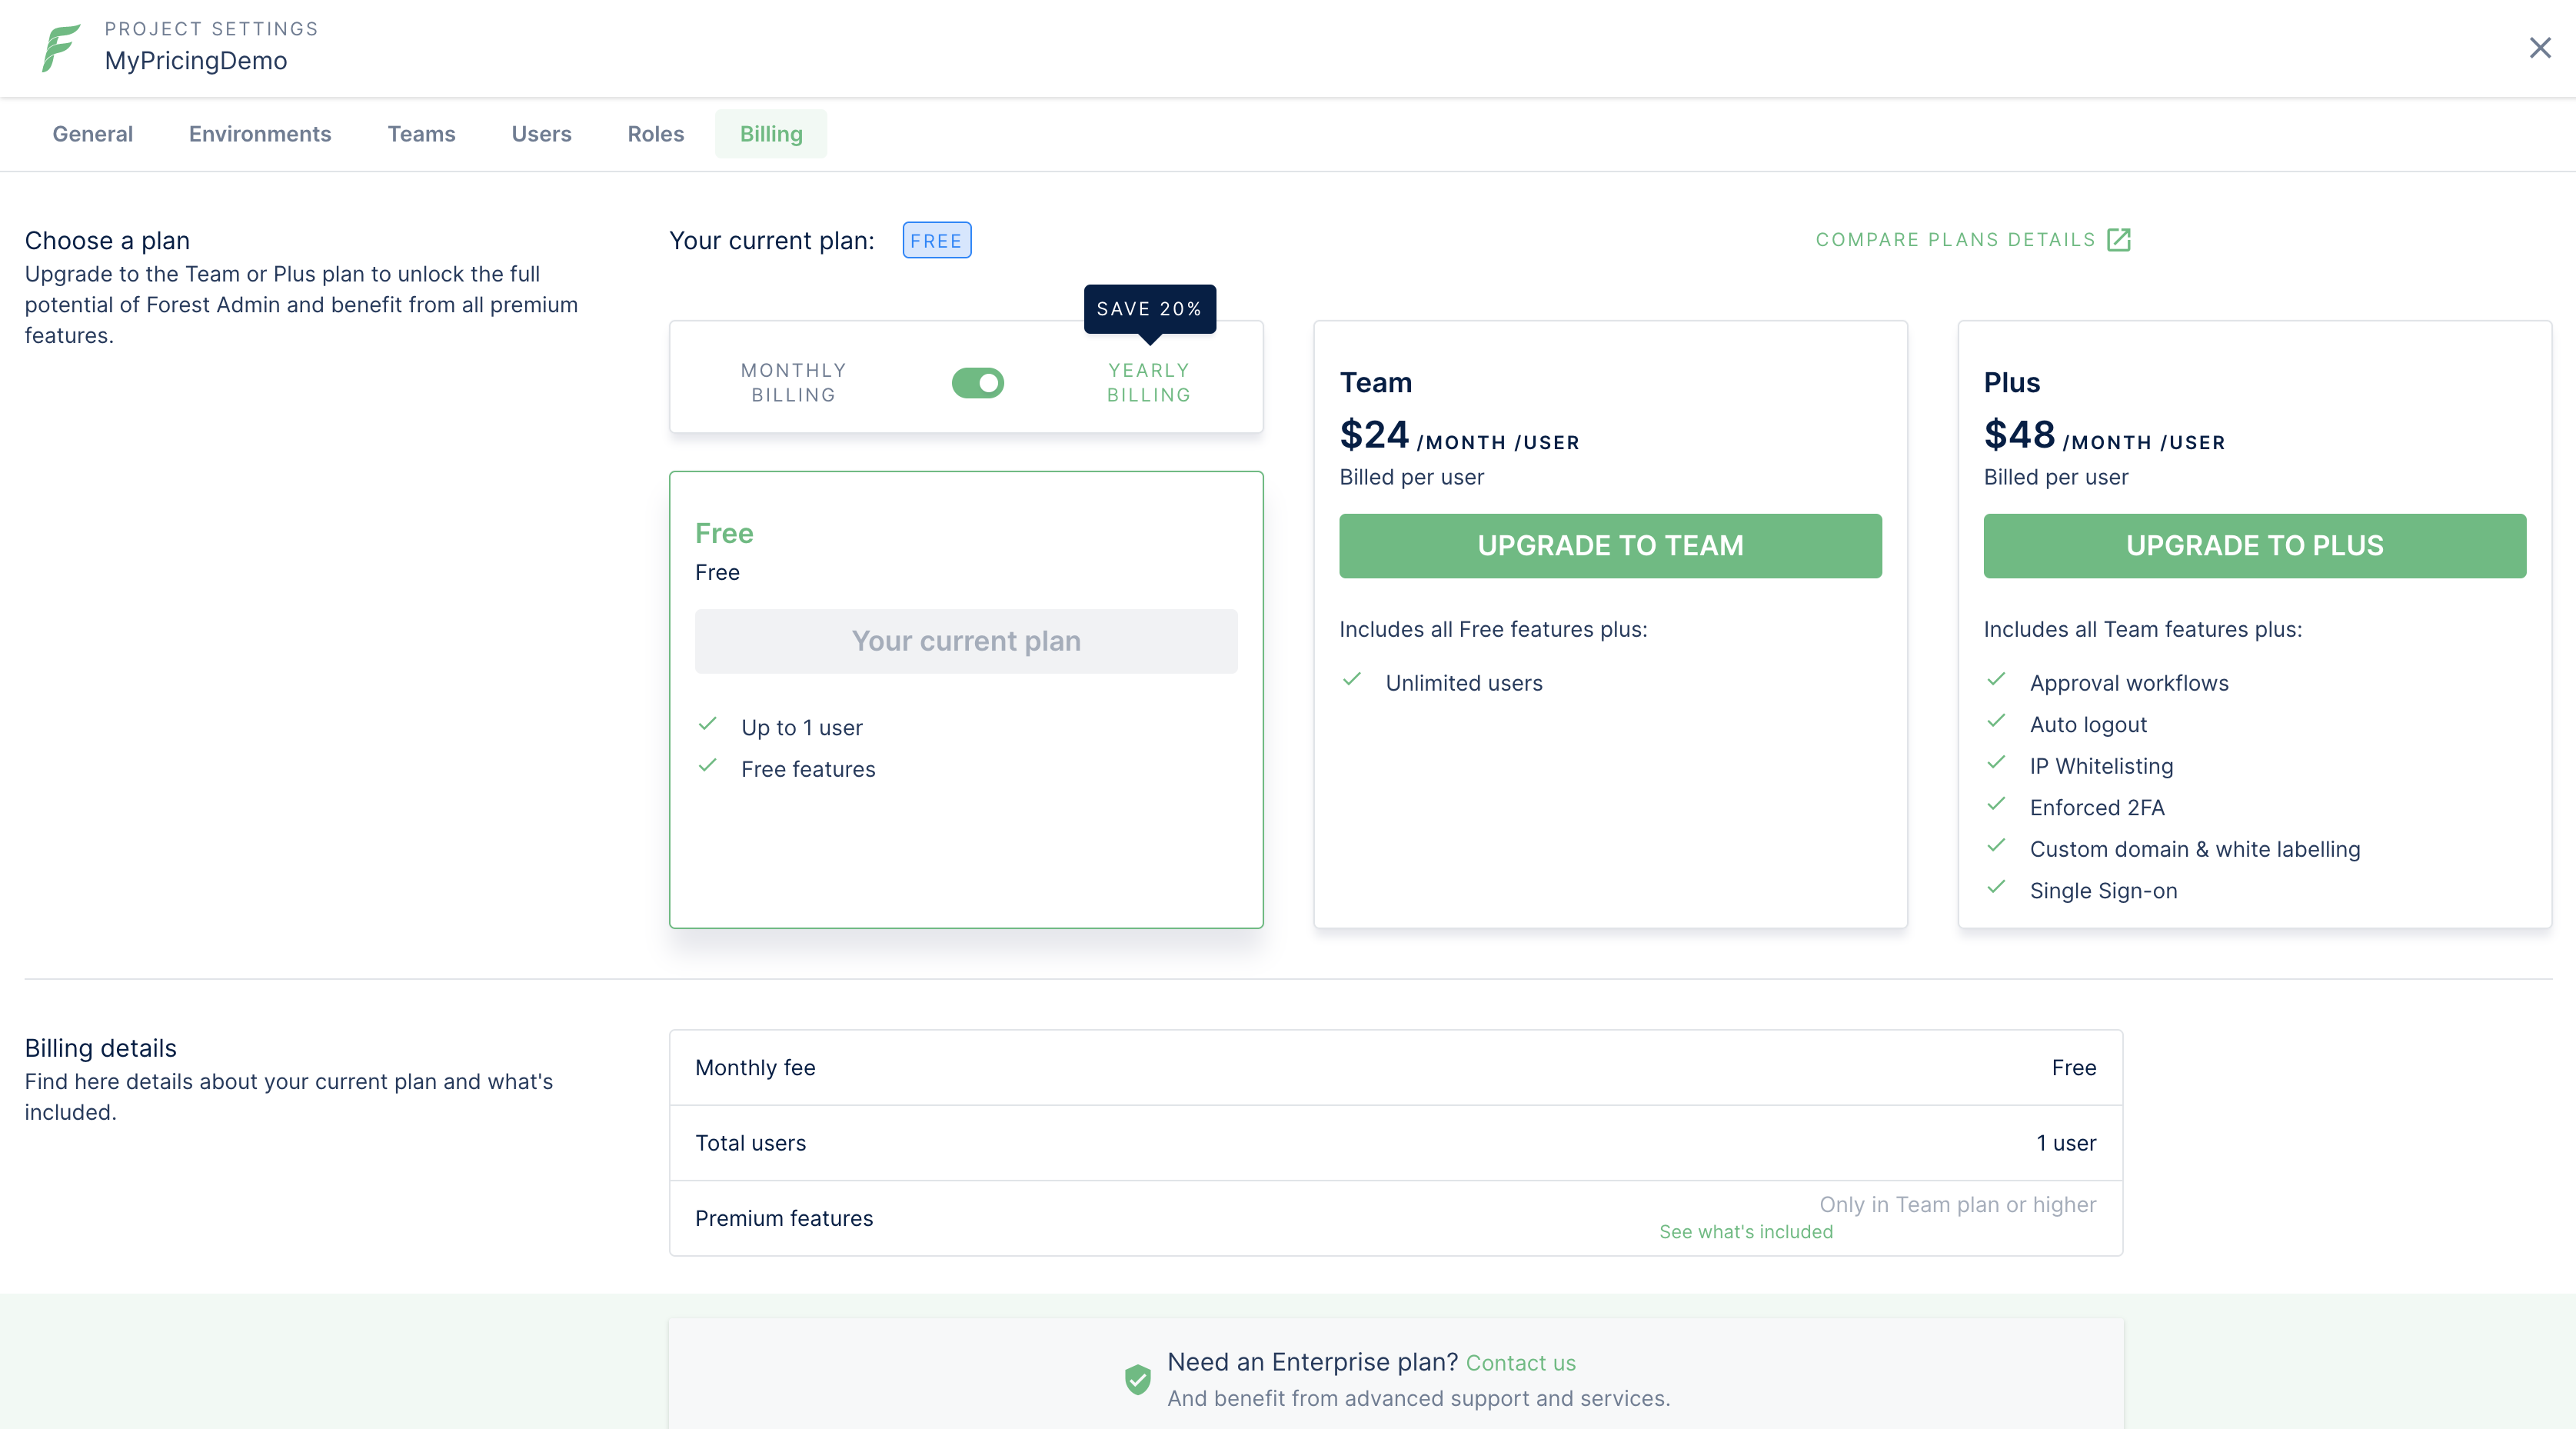 PROJECT SETTINGS
MyPricingDemo
General
Environments
Teams
Users
Roles
Billing
Choose a plan
Upgrade to the Team or Plus plan to unlock the full
potential of Forest Admin and benefit from all premium
features.
Your current plan:
FREE
COMPARE PLANS DETAILS
SAVE 20%
MONTHLY
BILLING
YEARLY
BILLING
Free
Free
Your current plan
Up to 1 user
Free features
Team
$24 /MONTH /USER
Billed per user
UPGRADE TO TEAM
Includes all Free features plus:
Unlimited users
Plus
$48 /MONTH /USER
Billed per user
UPGRADE TO PLUS
Includes all Team features plus:
Approval workflows
Auto logout
IP Whitelisting
Enforced 2FA
Custom domain & white labelling
Single Sign-on
Billing details
Find here details about your current plan and what's
included.
Monthly fee
Free
Total users
1 user
Premium features
Only in Team plan or higher
See what's included
Need an Enterprise plan? Contact us
And benefit from advanced support and services.